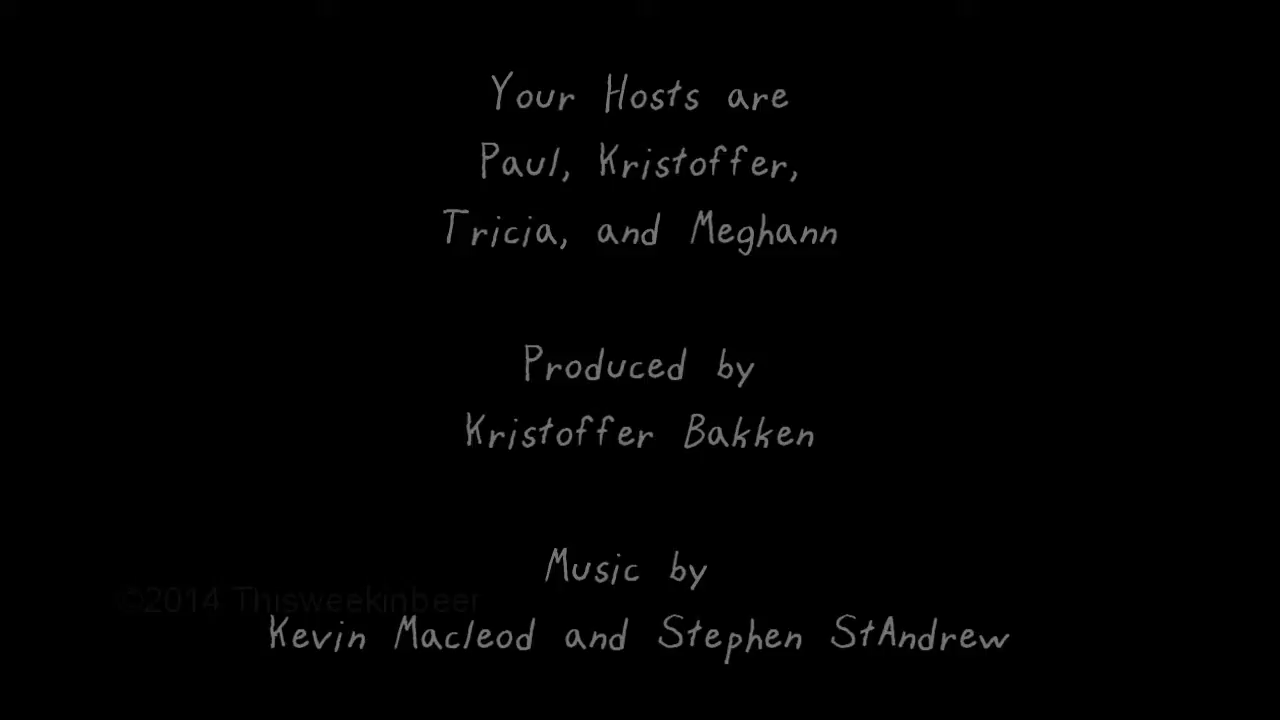 Your Hosts are
Paul, Kristoffer,
Tricia, and Meghann
Produced by
Kristoffer Bakken
Music by
©2014 Thisweekinbeer
Kevin Macleod and Stephen StAndrew